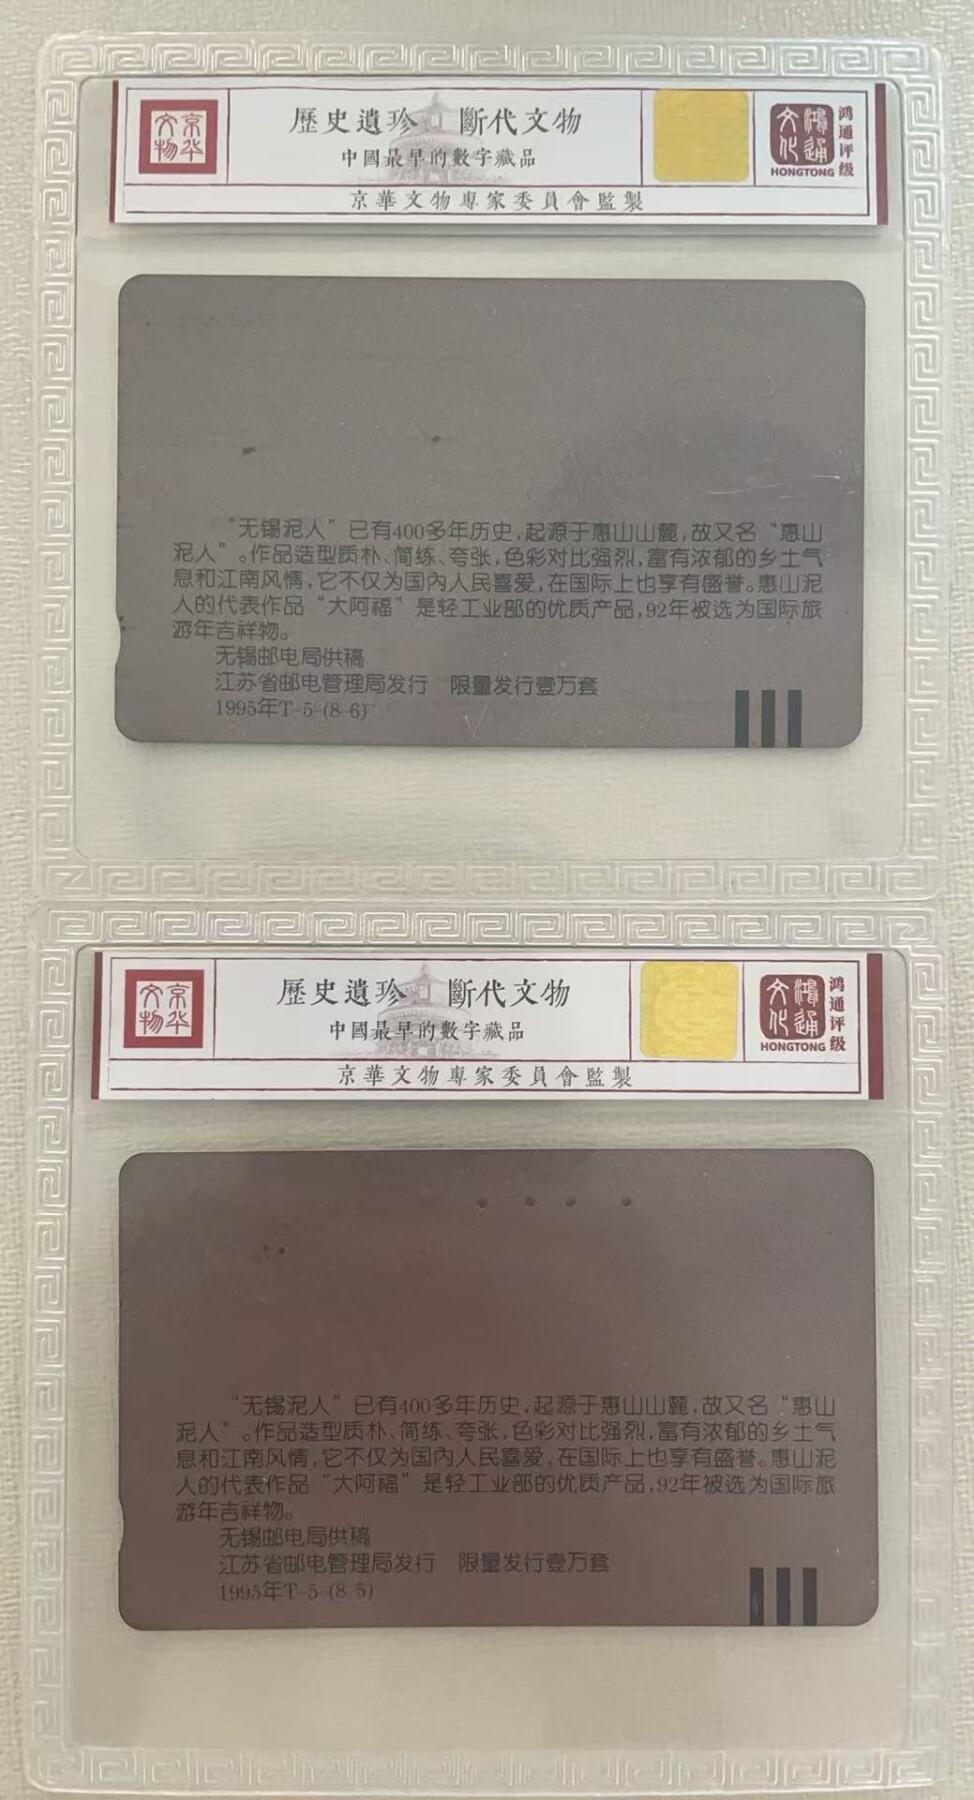 京华
文物
歷史遺珍 斷代文物
中國最早的數字藏品
京華文物專家委員會監製
鴻通
文化
HONGTONG
鸿通评级
“无锡泥人”已有400多年历史,起源于惠山山麓,故又名“惠山
泥人”。作品造型质朴、简练、夸张,色彩对比强烈,富有浓郁的乡土气
息和江南风情,它不仅为国内人民喜爱,在国际上也享有盛誉。惠山泥
人的代表作品“大阿福”是轻工业部的优质产品,92年被选为国际旅
游年吉祥物。
无锡邮电局供稿
江苏省邮电管理局发行 限量发行壹万套
1995年T-5-(8-6)
京华
文物
歷史遺珍 斷代文物
中國最早的數字藏品
京華文物專家委員會監製
鴻通
文化
HONGTONG
鸿通评级
“无锡泥人”已有400多年历史,起源于惠山山麓,故又名“惠山
泥人”。作品造型质朴、简练、夸张,色彩对比强烈,富有浓郁的乡土气
息和江南风情,它不仅为国内人民喜爱,在国际上也享有盛誉。惠山泥
人的代表作品“大阿福”是轻工业部的优质产品,92年被选为国际旅
游年吉祥物。
无锡邮电局供稿
江苏省邮电管理局发行 限量发行壹万套
1995年T-5-(8-5)